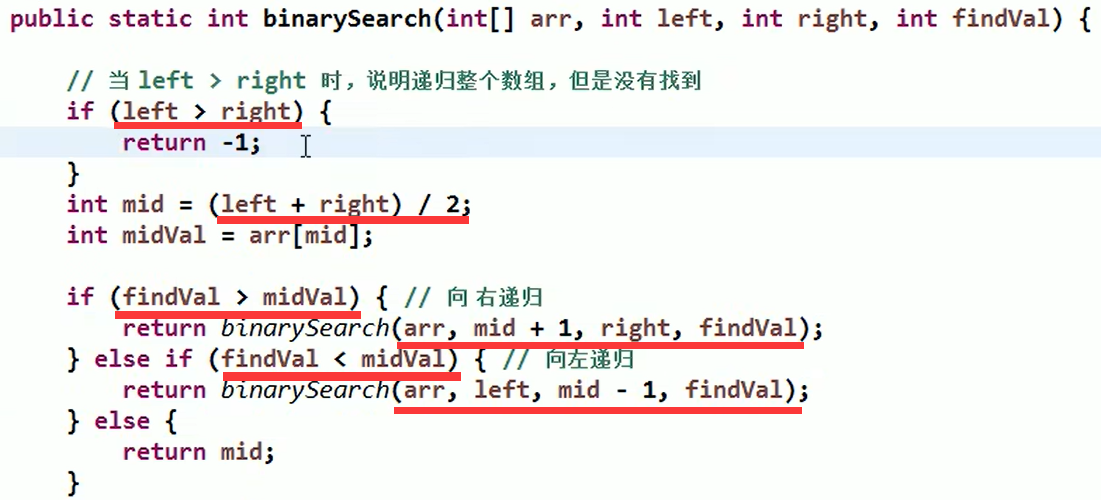 public static int binarySearch(int[] arr, int left, int right, int findVal) {
// 当 left > right 时，说明递归整个数组，但是没有找到
if (left > right) {
return -1;
}
int mid = (left + right) / 2;
int midVal = arr[mid];
if (findVal > midVal) { // 向 右递归
return binarySearch(arr, mid + 1, right, findVal);
} else if (findVal < midVal) { // 向左递归
return binarySearch(arr, left, mid - 1, findVal);
} else {
return mid;
}